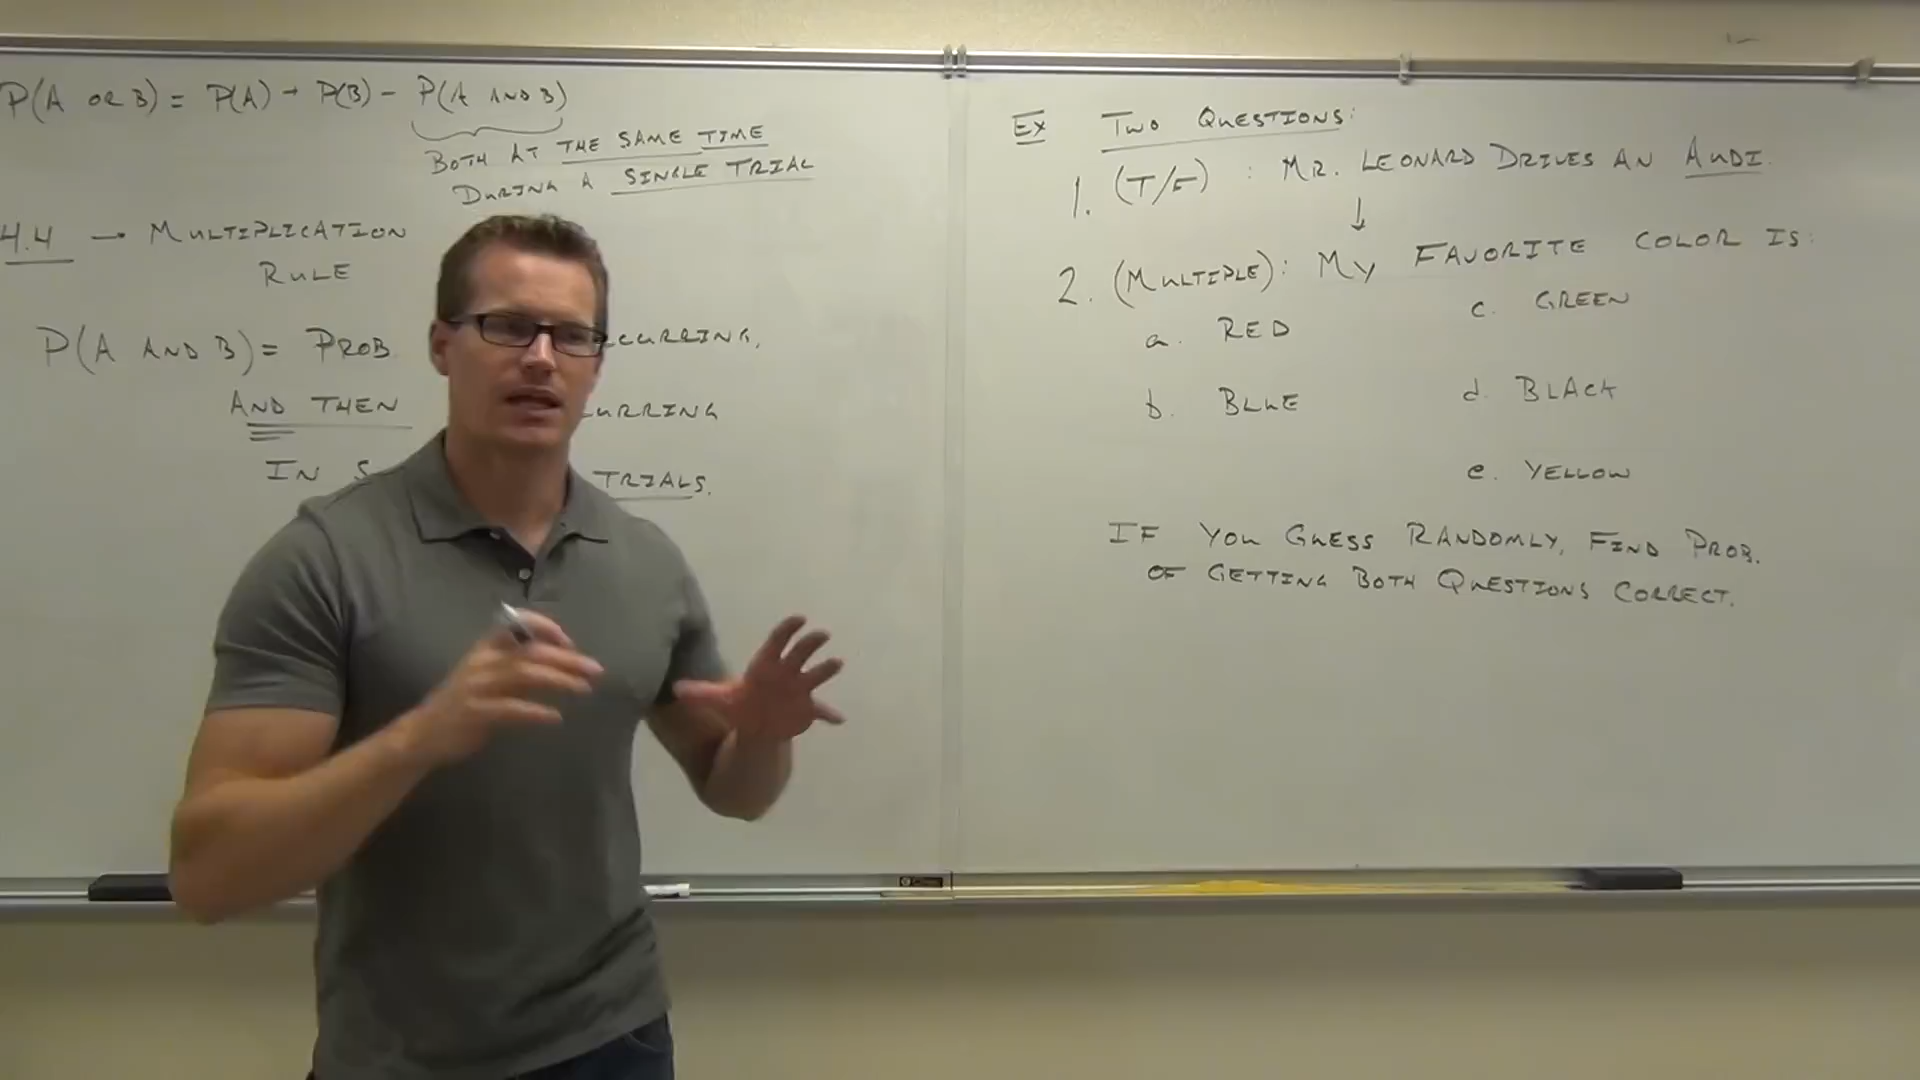 P(A OR B) = P(A) + P(B) - P(A AND B)
BOTH AT THE SAME TIME
DURING A SINGLE TRIAL
4.4 → MULTIPLICATION
RULE
P(A AND B) = PROB.
AND THEN
IN
TRIALS.
EX TWO QUESTIONS:
1. (T/F) : MR. LEONARD DRIVES AN AUDI.
↓
2. (MULTIPLE): MY FAVORITE COLOR IS:
a. RED
b. BLUE
c. GREEN
d. BLACK
e. YELLOW
IF YOU GUESS RANDOMLY, FIND PROB.
OF GETTING BOTH QUESTIONS CORRECT.